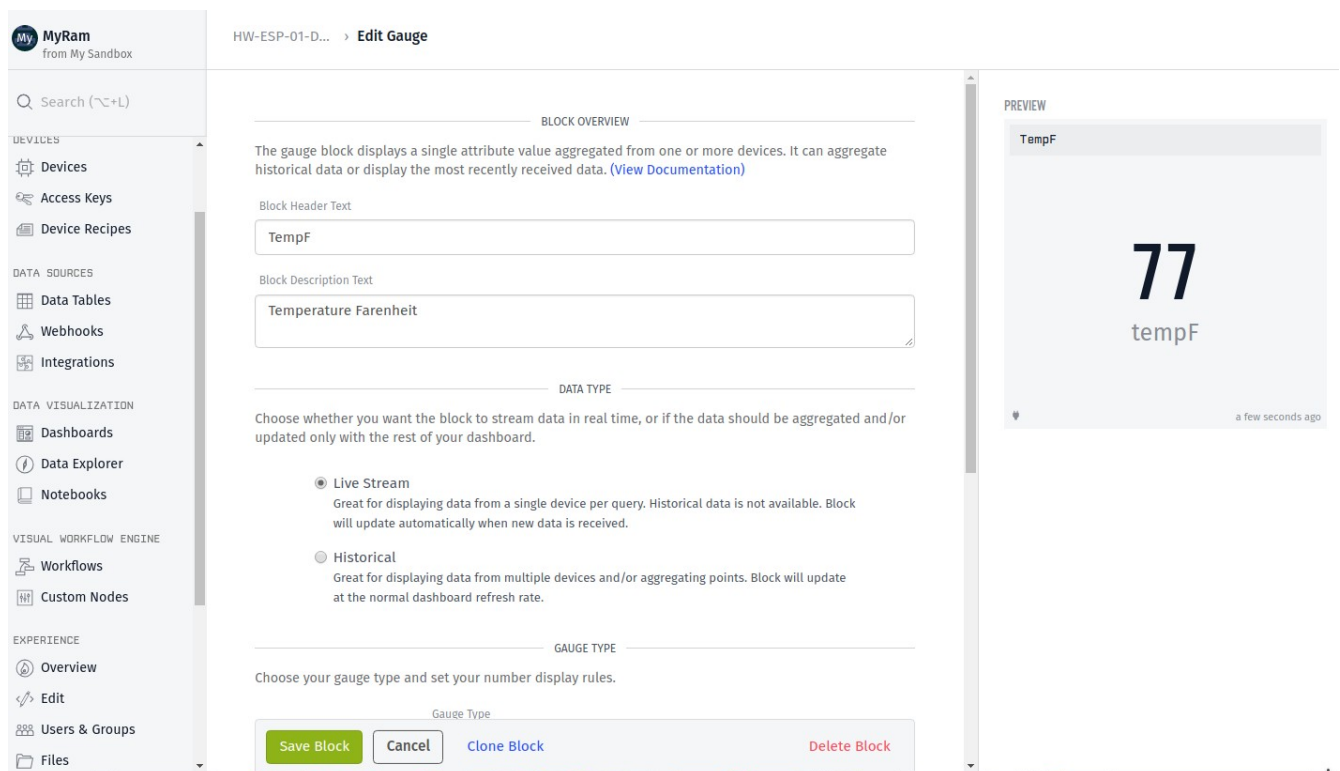 My
MyRam
from My Sandbox
Search (⌥+L)
DEVICES
Devices
Access Keys
Device Recipes
DATA SOURCES
Data Tables
Webhooks
Integrations
DATA VISUALIZATION
Dashboards
Data Explorer
Notebooks
VISUAL WORKFLOW ENGINE
Workflows
Custom Nodes
EXPERIENCE
Overview
Edit
Users & Groups
Files
HW-ESP-01-D... › Edit Gauge
BLOCK OVERVIEW
The gauge block displays a single attribute value aggregated from one or more devices. It can aggregate
historical data or display the most recently received data. (View Documentation)
Block Header Text
TempF
Block Description Text
Temperature Farenheit
DATA TYPE
Choose whether you want the block to stream data in real time, or if the data should be aggregated and/or
updated only with the rest of your dashboard.
Live Stream
Great for displaying data from a single device per query. Historical data is not available. Block
will update automatically when new data is received.
Historical
Great for displaying data from multiple devices and/or aggregating points. Block will update
at the normal dashboard refresh rate.
GAUGE TYPE
Choose your gauge type and set your number display rules.
Gauge Type
Save Block Cancel Clone Block Delete Block
PREVIEW
TempF
77
tempF
a few seconds ago